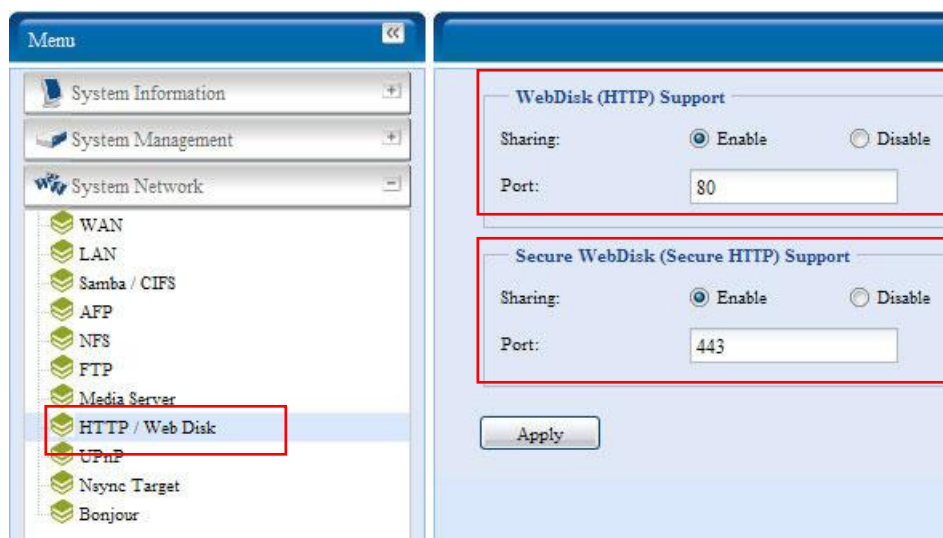 Menu
System Information
System Management
System Network
WAN
LAN
Samba / CIFS
AFP
NFS
FTP
Media Server
HTTP / Web Disk
UPnP
Nsync Target
Bonjour
WebDisk (HTTP) Support
Sharing: Enable Disable
Port: 80
Secure WebDisk (Secure HTTP) Support
Sharing: Enable Disable
Port: 443
Apply